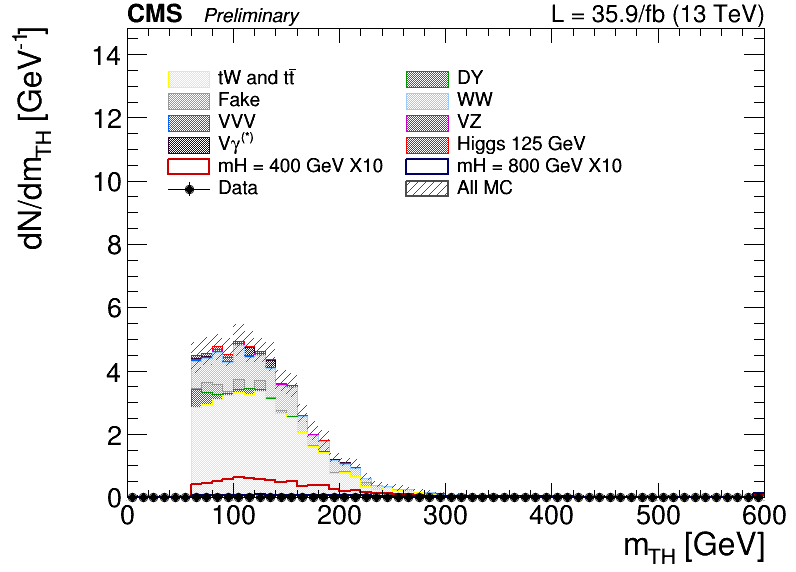 CMS Preliminary L = 35.9/fb (13 TeV)
dN/dm_TH [GeV⁻¹]
tW and tt̄ DY
Fake WW
VVV VZ
Vγ^(*) Higgs 125 GeV
mH = 400 GeV X10 mH = 800 GeV X10
Data All MC
14
12
10
8
6
4
2
0
0 100 200 300 400 500 600
m_TH [GeV]